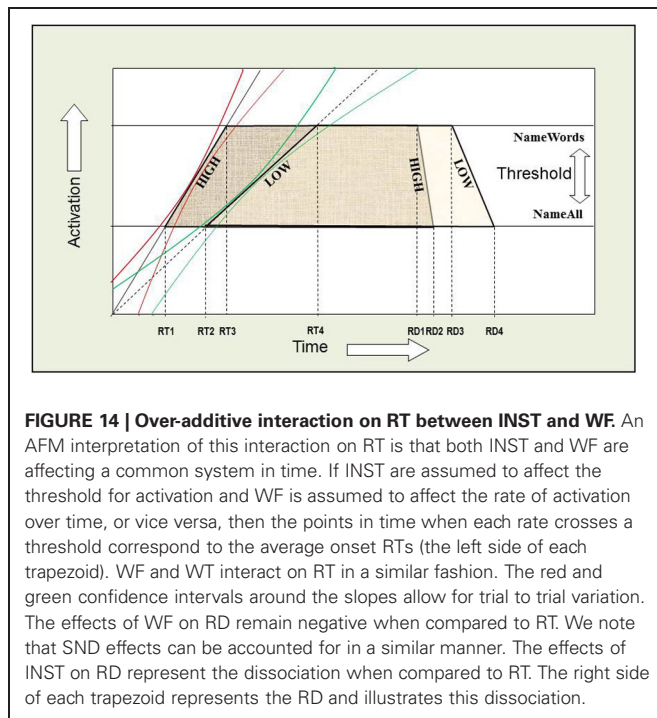 NameWords
HIGH
LOW
HIGH
LOW
Threshold
NameAll
Activation
RT1 RT2 RT3 RT4 RD1 RD2 RD3 RD4
Time
FIGURE 14 | Over-additive interaction on RT between INST and WF. An
AFM interpretation of this interaction on RT is that both INST and WF are
affecting a common system in time. If INST are assumed to affect the
threshold for activation and WF is assumed to affect the rate of activation
over time, or vice versa, then the points in time when each rate crosses a
threshold correspond to the average onset RTs (the left side of each
trapezoid). WF and WT interact on RT in a similar fashion. The red and
green confidence intervals around the slopes allow for trial to trial variation.
The effects of WF on RD remain negative when compared to RT. We note
that SND effects can be accounted for in a similar manner. The effects of
INST on RD represent the dissociation when compared to RT. The right side
of each trapezoid represents the RD and illustrates this dissociation.